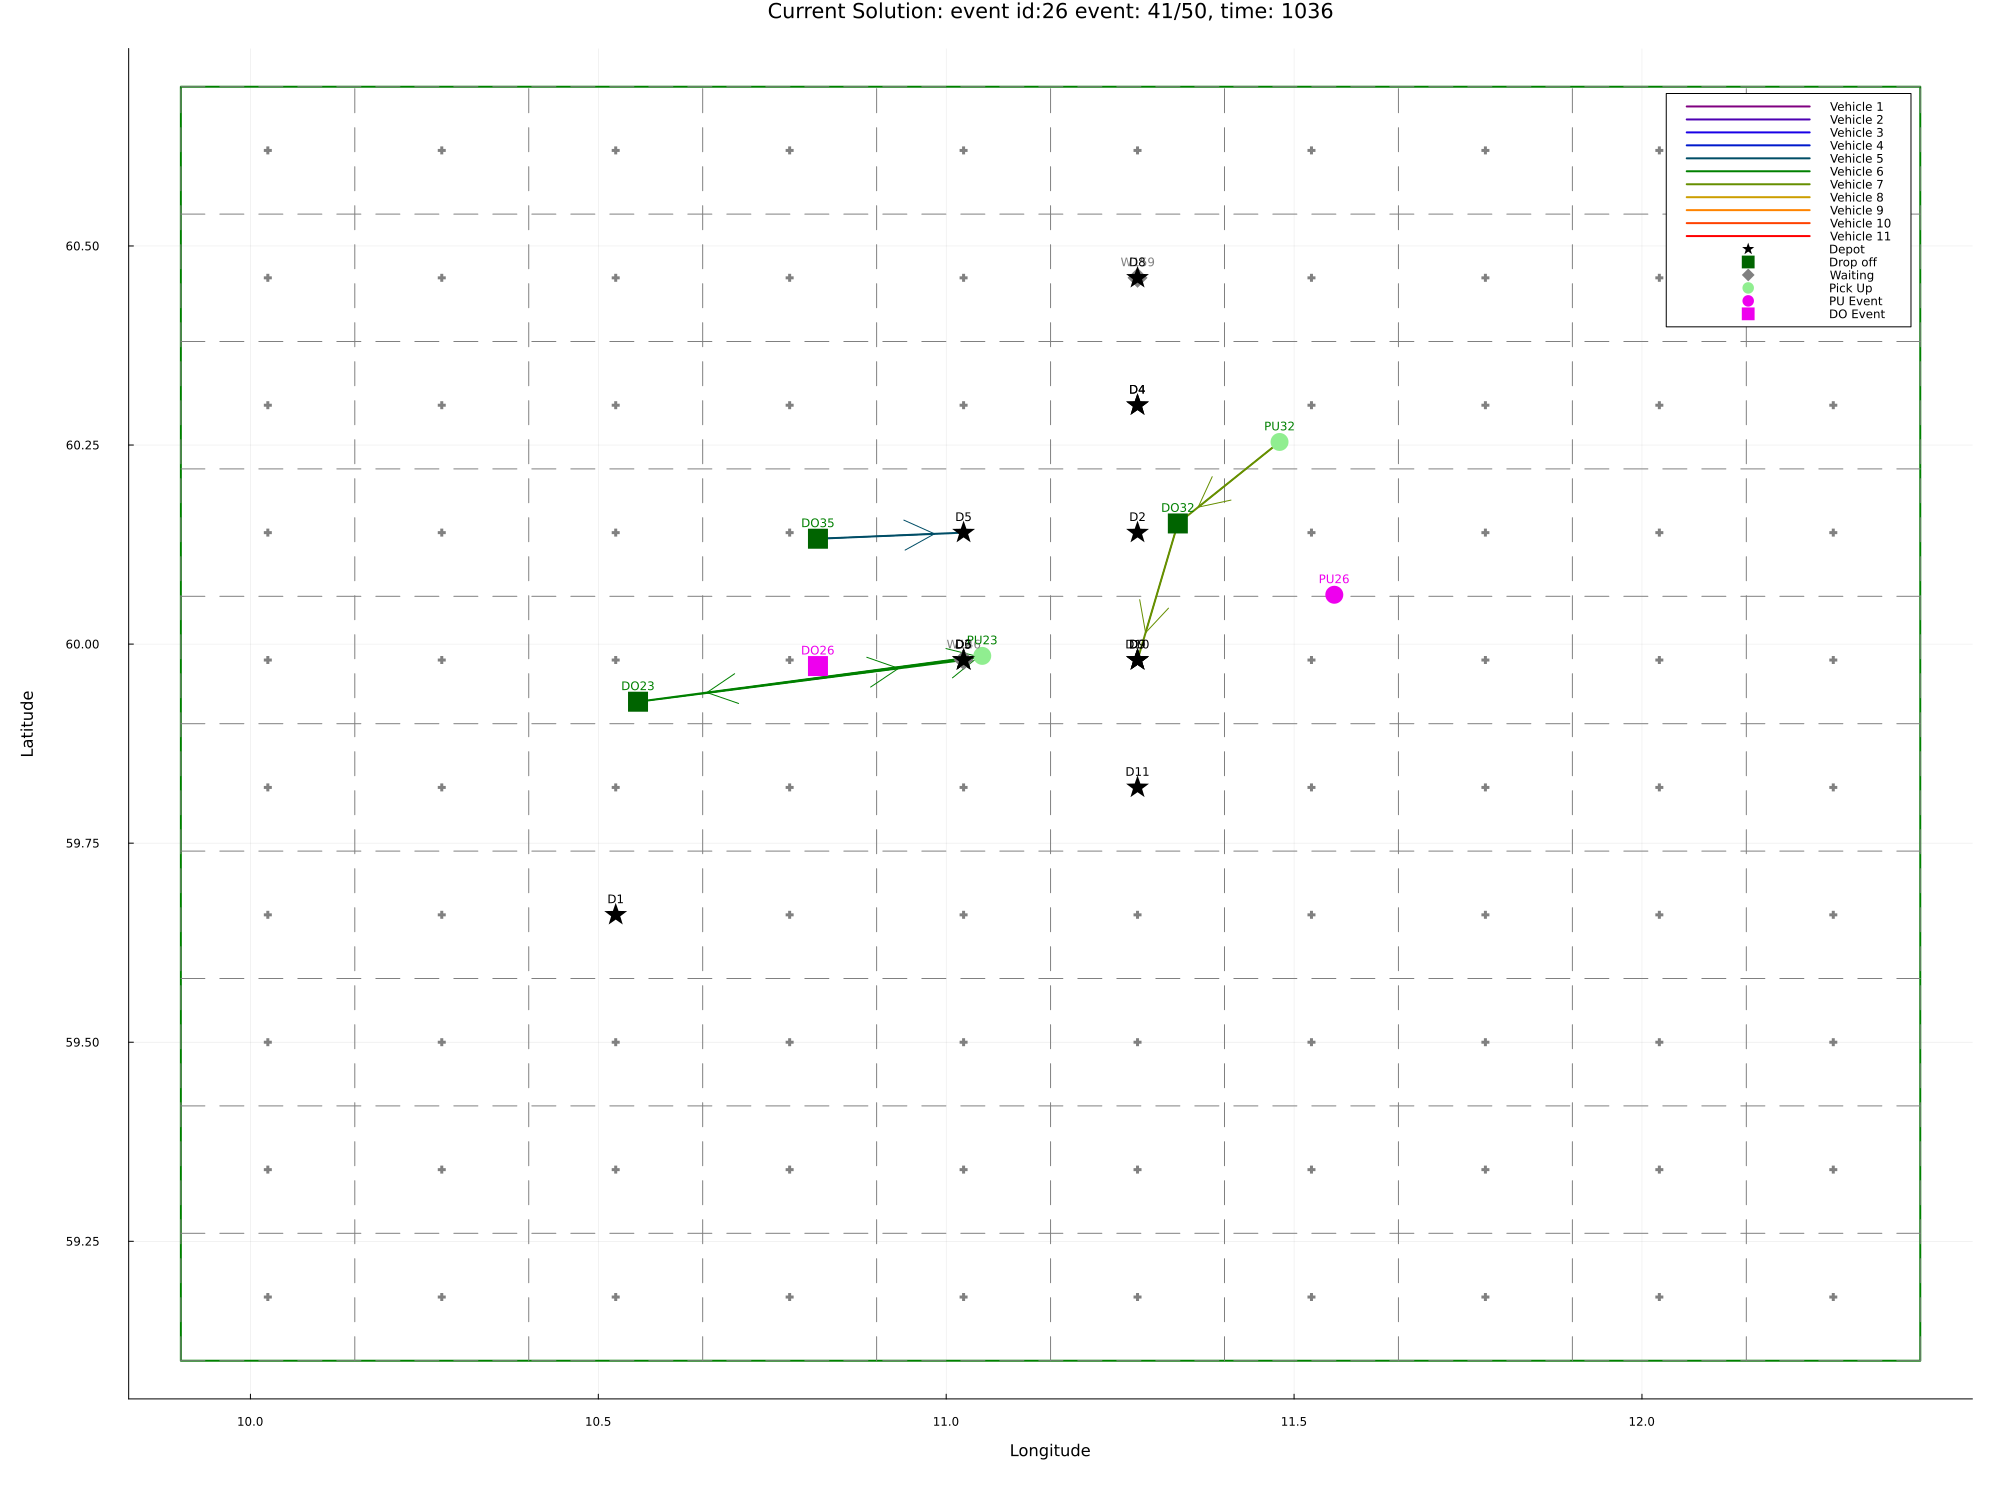 Current Solution: event id:26 event: 41/50, time: 1036
Vehicle 1
Vehicle 2
Vehicle 3
Vehicle 4
Vehicle 5
Vehicle 6
Vehicle 7
Vehicle 8
Vehicle 9
Vehicle 10
Vehicle 11
Depot
Drop off
Waiting
Pick Up
PU Event
DO Event
60.50
D8
D4
60.25
PU32
DO32
DO35
D5
D2
PU26
60.00
PU23
DO26
DO23
D11
59.75
D1
59.50
59.25
10.0
10.5
11.0
11.5
12.0
Longitude
Latitude